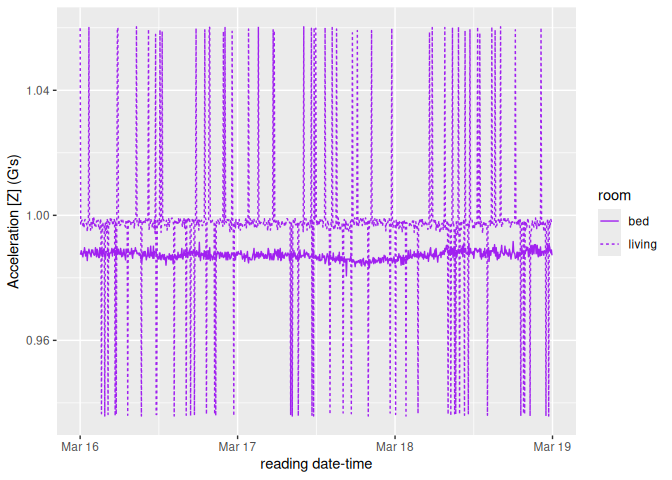 1.04
1.00
0.96
Acceleration [Z] (G's)
Mar 16
Mar 17
Mar 18
Mar 19
reading date-time
room
bed
living